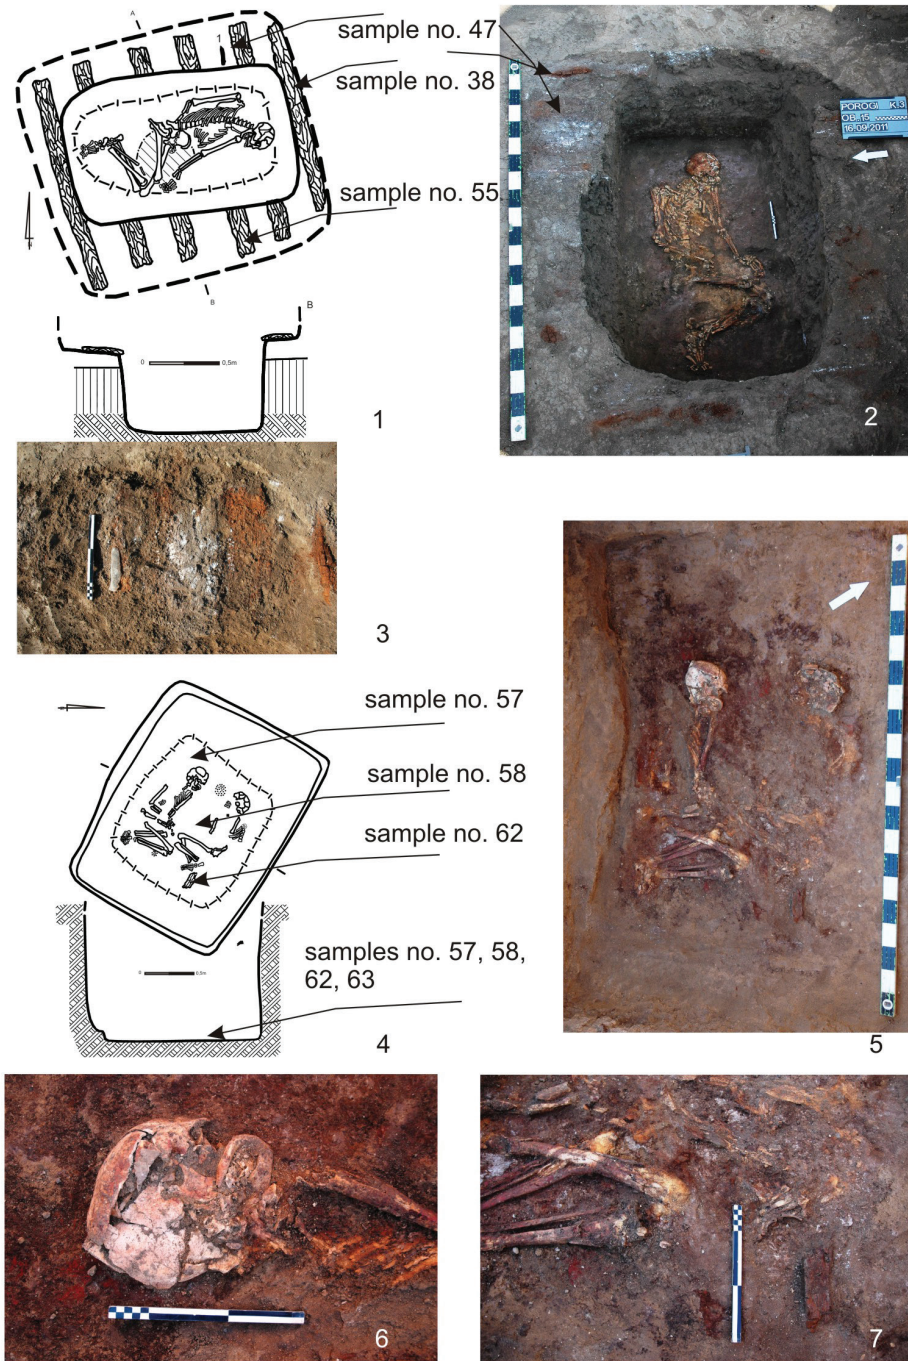 A
1
sample no. 47
sample no. 38
sample no. 55
B
B
0 0,5m
1
POROGI K.3
OB. 15
16.09.2011
2
3
sample no. 57
sample no. 58
sample no. 62
samples no. 57, 58,
62, 63
0 0,5m
4
5
6
7